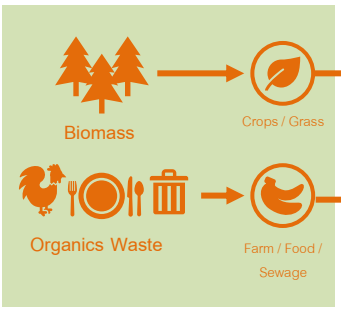 Biomass
Crops / Grass
Organics Waste
Farm / Food /
Sewage